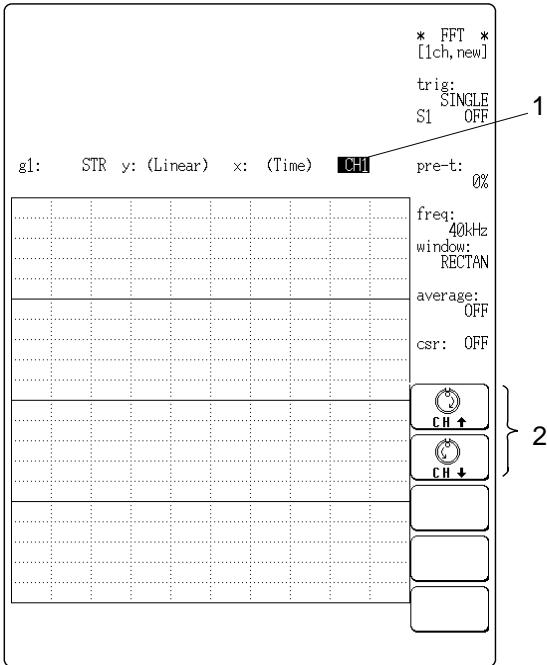 * FFT *
[1ch,new]
trig:
SINGLE
S1 OFF
1
g1: STR y: (Linear) x: (Time) CH1
pre-t:
0%
freq:
40kHz
window:
RECTAN
average:
OFF
csr: OFF
CH ↑
CH ↓
2